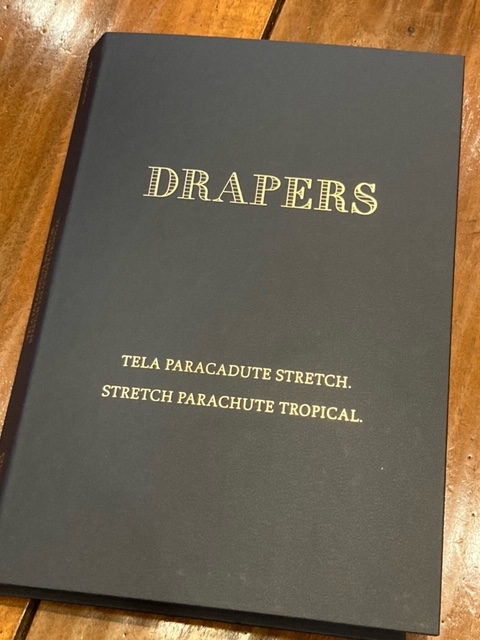 DRAPERS
TELA PARACADUTE STRETCH.
STRETCH PARACHUTE TROPICAL.